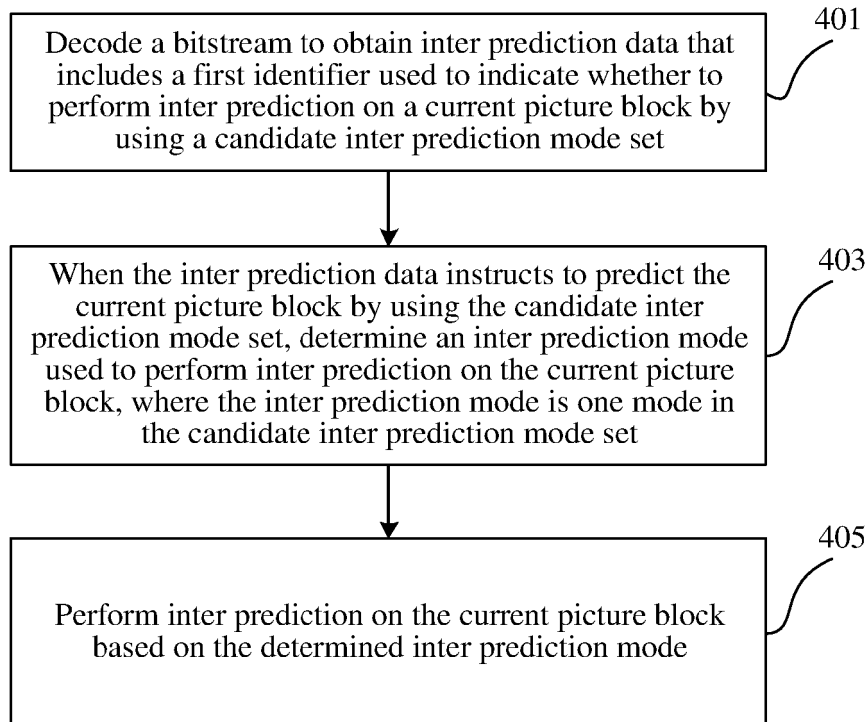 401
Decode a bitstream to obtain inter prediction data that
includes a first identifier used to indicate whether to
perform inter prediction on a current picture block by
using a candidate inter prediction mode set
403
When the inter prediction data instructs to predict the
current picture block by using the candidate inter
prediction mode set, determine an inter prediction mode
used to perform inter prediction on the current picture
block, where the inter prediction mode is one mode in
the candidate inter prediction mode set
405
Perform inter prediction on the current picture block
based on the determined inter prediction mode